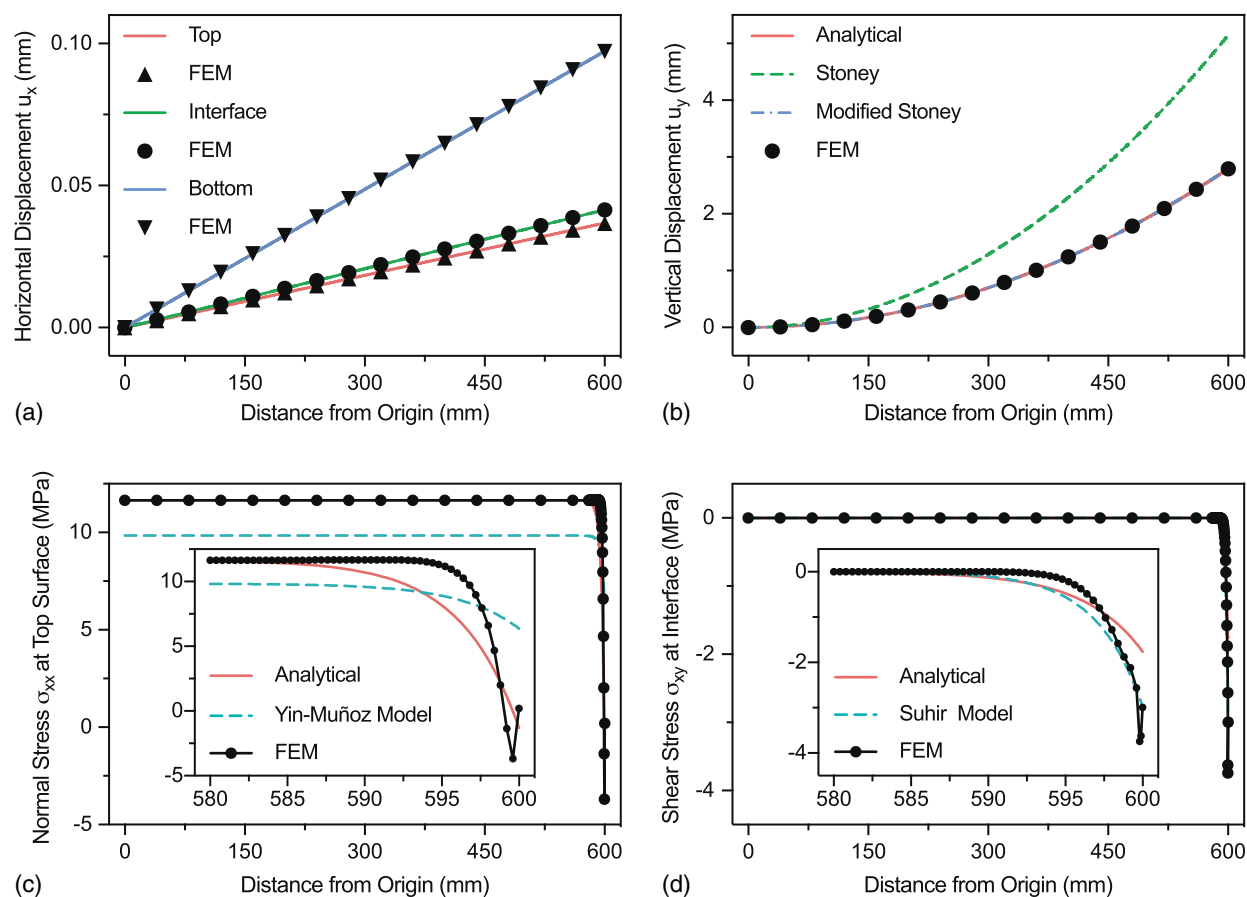 Horizontal Displacement uₓ (mm)
0.10
0.05
0.00
Top
FEM
Interface
FEM
Bottom
FEM
0 150 300 450 600
(a) Distance from Origin (mm)
Vertical Displacement u_y (mm)
4
2
0
Analytical
Stoney
Modified Stoney
FEM
0 150 300 450 600
(b) Distance from Origin (mm)
Normal Stress σₓₓ at Top Surface (MPa)
10
5
0
-5
10
5
0
-5
Analytical
Yin-Muñoz Model
FEM
580 585 590 595 600
0 150 300 450 600
(c) Distance from Origin (mm)
Shear Stress σ_xy at Interface (MPa)
0
-2
-4
0
-2
-4
Analytical
Suhir Model
FEM
580 585 590 595 600
0 150 300 450 600
(d) Distance from Origin (mm)